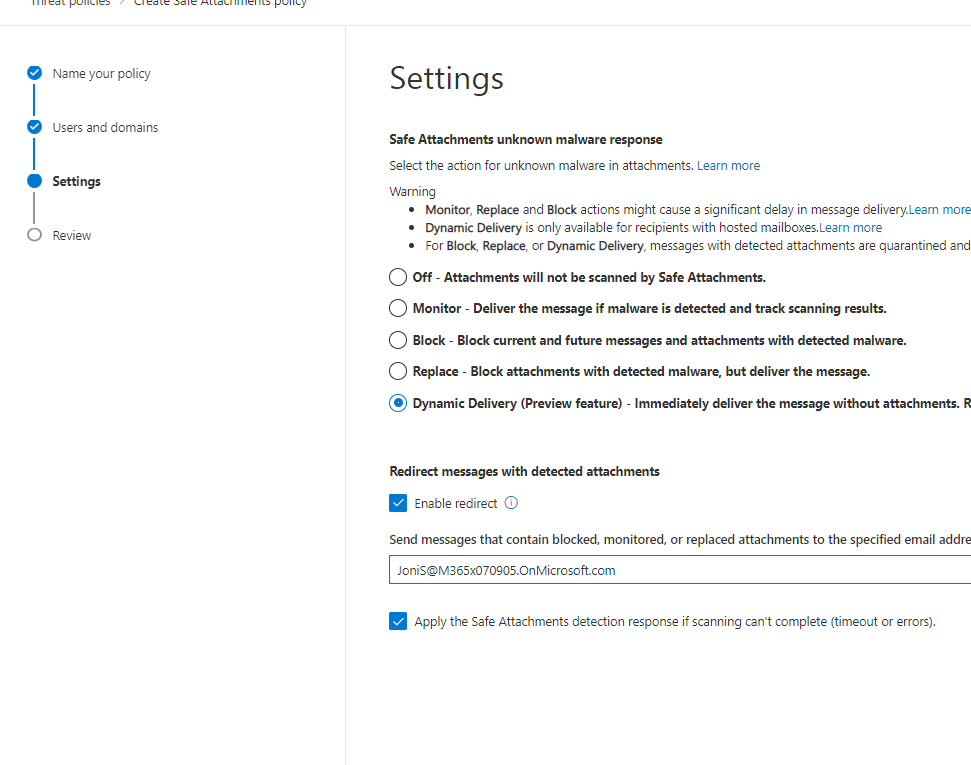 Threat policies > Create Safe Attachments policy
Name your policy
Users and domains
Settings
Review
Settings
Safe Attachments unknown malware response
Select the action for unknown malware in attachments. Learn more
Warning
• Monitor, Replace and Block actions might cause a significant delay in message delivery.Learn more
• Dynamic Delivery is only available for recipients with hosted mailboxes.Learn more
• For Block, Replace, or Dynamic Delivery, messages with detected attachments are quarantined and
Off - Attachments will not be scanned by Safe Attachments.
Monitor - Deliver the message if malware is detected and track scanning results.
Block - Block current and future messages and attachments with detected malware.
Replace - Block attachments with detected malware, but deliver the message.
Dynamic Delivery (Preview feature) - Immediately deliver the message without attachments. R
Redirect messages with detected attachments
Enable redirect
Send messages that contain blocked, monitored, or replaced attachments to the specified email addre
JoniS@M365x070905.OnMicrosoft.com
Apply the Safe Attachments detection response if scanning can't complete (timeout or errors).